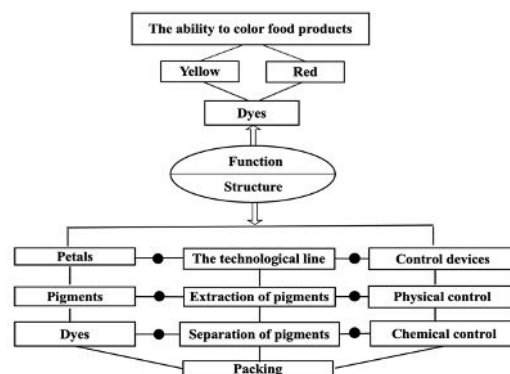 The ability to color food products
Yellow
Red
Dyes
Function
Structure
Petals
The technological line
Control devices
Pigments
Extraction of pigments
Physical control
Dyes
Separation of pigments
Chemical control
Packing